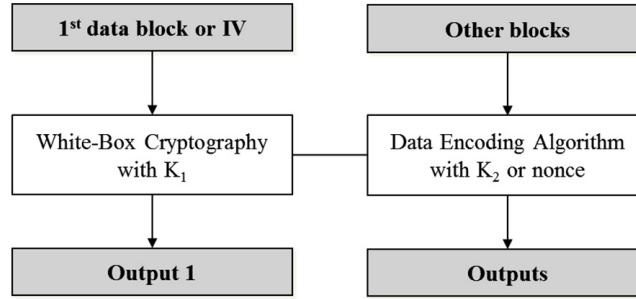 1st data block or IV
Other blocks
White-Box Cryptography
with K1
Data Encoding Algorithm
with K2 or nonce
Output 1
Outputs